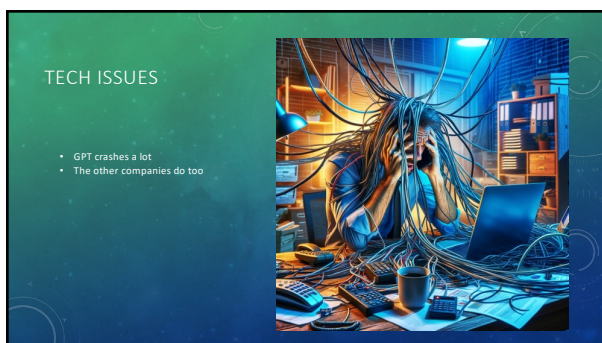 TECH ISSUES
• GPT crashes a lot
• The other companies do too